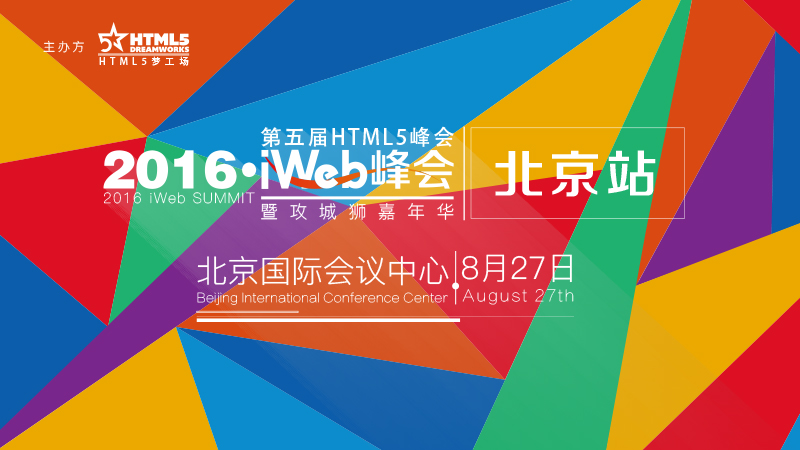 主办方
HTML5
DREAMWORKS
HTML5梦工场
第五届HTML5峰会
2016·iWeb峰会
2016 iWeb SUMMIT
暨攻城狮嘉年华
北京站
北京国际会议中心
8月27日
Beijing International Conference Center
August 27th